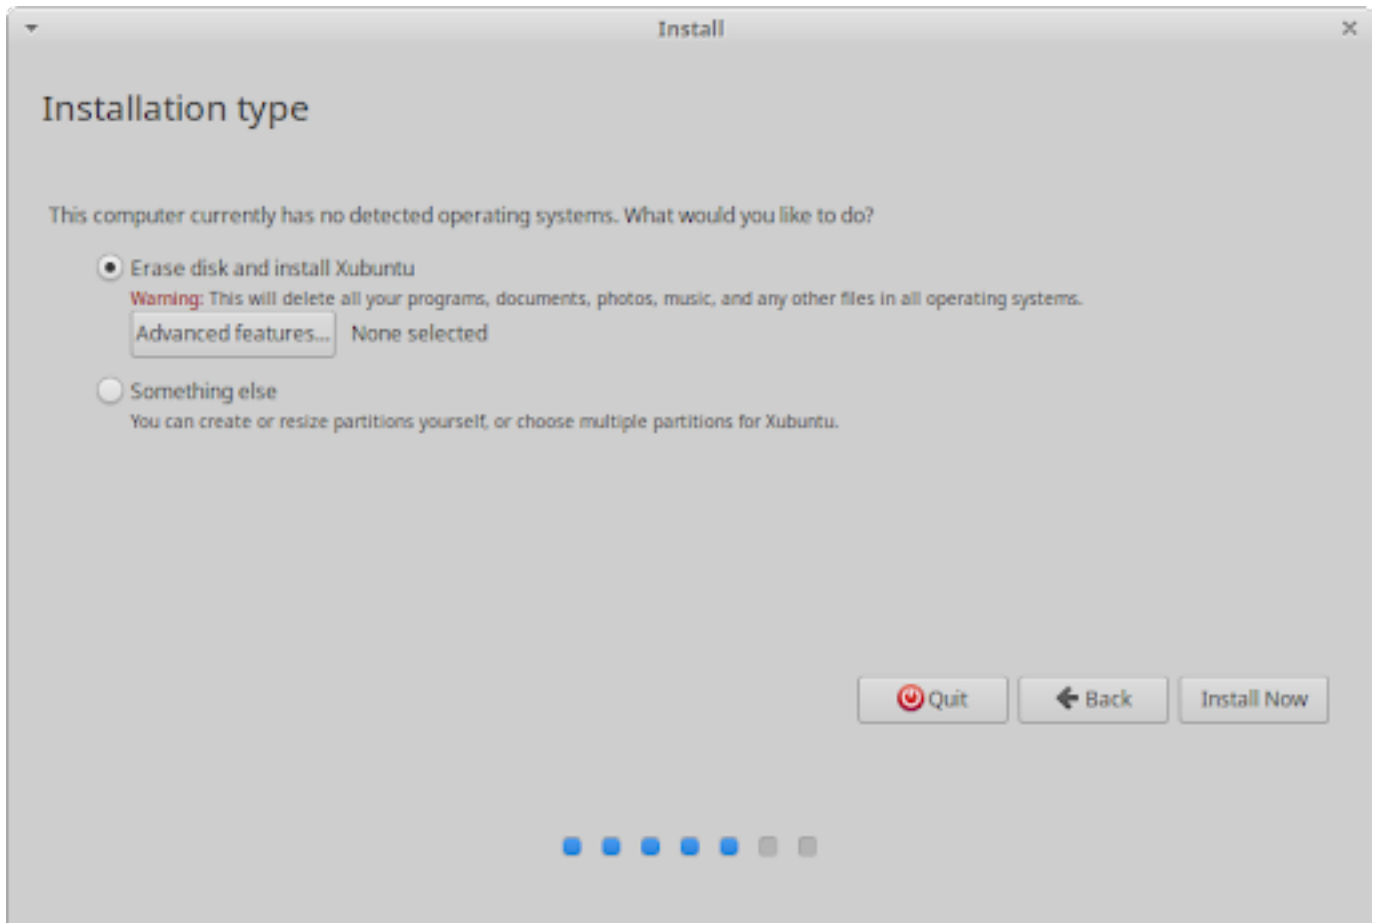 Install
Installation type
This computer currently has no detected operating systems. What would you like to do?
Erase disk and install Xubuntu
Warning: This will delete all your programs, documents, photos, music, and any other files in all operating systems.
Advanced features... None selected
Something else
You can create or resize partitions yourself, or choose multiple partitions for Xubuntu.
Quit Back Install Now